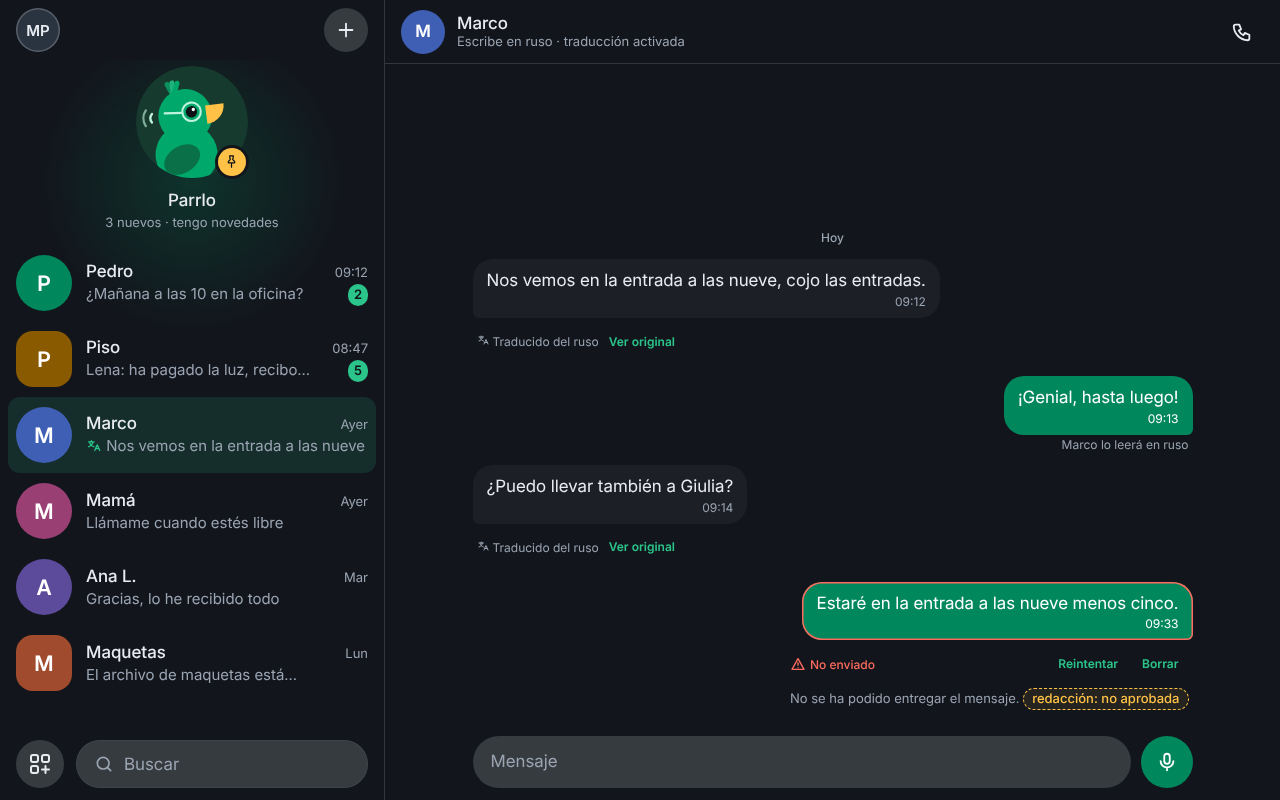 MP
Parrlo
3 nuevos · tengo novedades
P
Pedro
09:12
¿Mañana a las 10 en la oficina?
2
P
Piso
08:47
Lena: ha pagado la luz, recibo...
5
M
Marco
Ayer
Nos vemos en la entrada a las nueve
M
Mamá
Ayer
Llámame cuando estés libre
A
Ana L.
Mar
Gracias, lo he recibido todo
M
Maquetas
Lun
El archivo de maquetas está...
Buscar
M
Marco
Escribe en ruso · traducción activada
Hoy
Nos vemos en la entrada a las nueve, cojo las entradas.
09:12
Traducido del ruso Ver original
¡Genial, hasta luego!
09:13
Marco lo leerá en ruso
¿Puedo llevar también a Giulia?
09:14
Traducido del ruso Ver original
Estaré en la entrada a las nueve menos cinco.
09:33
No enviado
Reintentar Borrar
No se ha podido entregar el mensaje. redacción: no aprobada
Mensaje